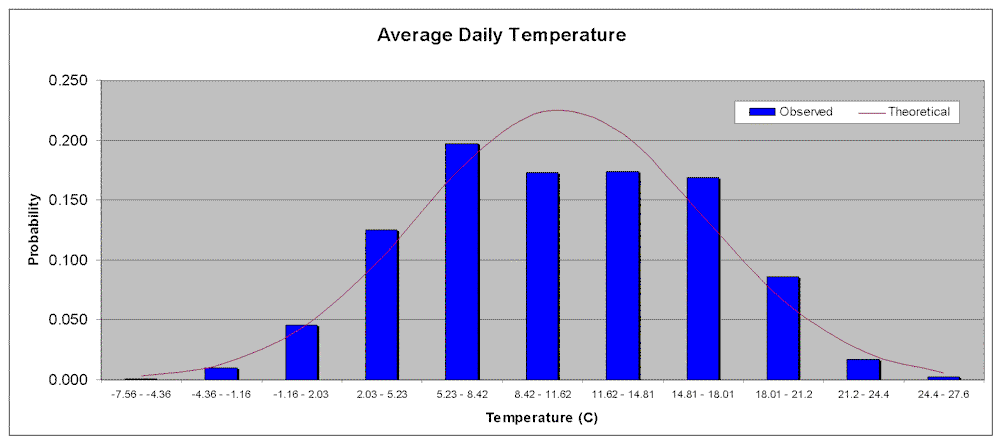 Average Daily Temperature
0.250
Observed Theoretical
0.200
0.150
Probability
0.100
0.050
0.000
-7.56 - -4.36 -4.36 - -1.16 -1.16 - 2.03 2.03 - 5.23 5.23 - 8.42 8.42 - 11.62 11.62 - 14.81 14.81 - 18.01 18.01 - 21.2 21.2 - 24.4 24.4 - 27.6
Temperature (C)